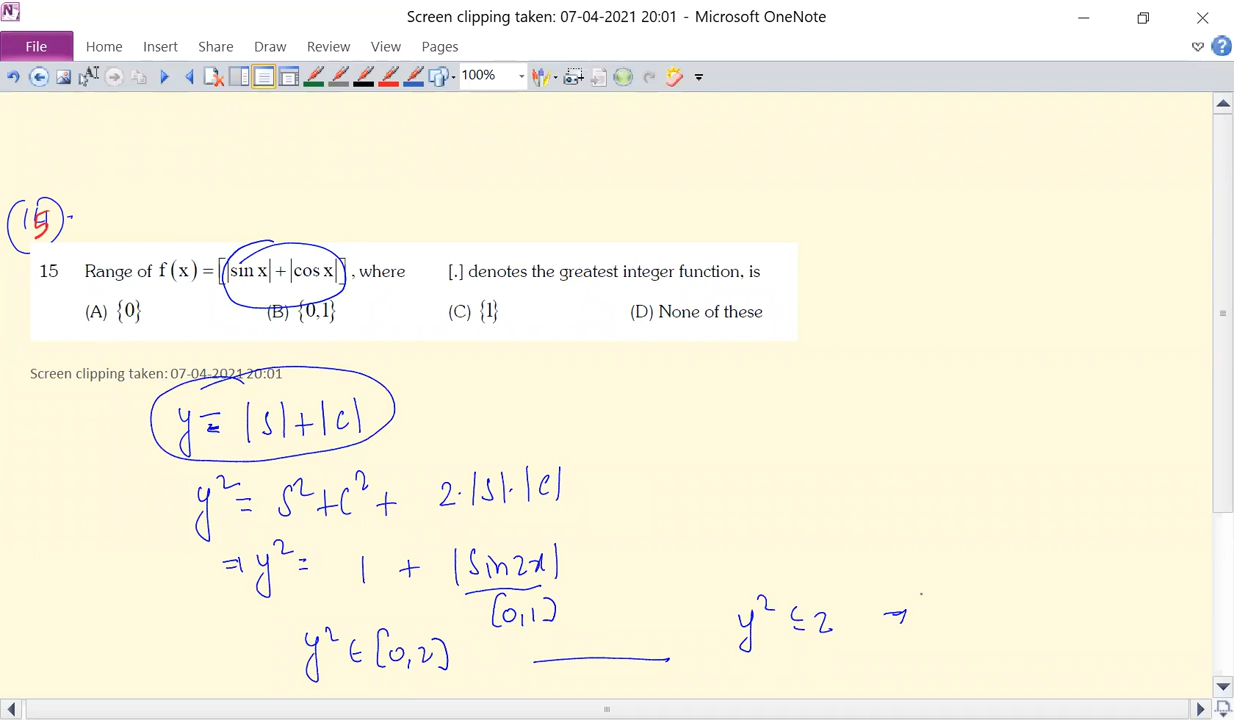 Screen clipping taken: 07-04-2021 20:01 - Microsoft OneNote
File Home Insert Share Draw Review View Pages
100%
15
15 Range of f(x) = [|sin x| + |cos x|], where [.] denotes the greatest integer function, is
(A) {0} (B) {0,1} (C) {1} (D) None of these
Screen clipping taken: 07-04-2021 20:01
y = |s| + |c|
y² = s² + c² + 2·|s|·|c|
⇒ y² = 1 + |sin2x|
[0,1]
y² ∈ [0,2] y² ≤ 2 →